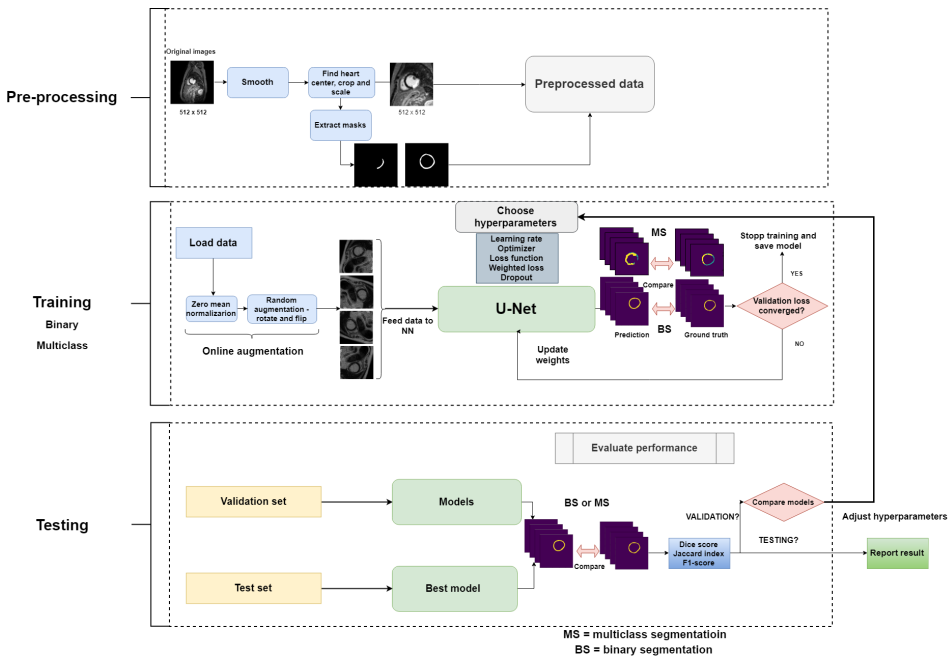 Pre-processing
Original images
512 x 512
Smooth
Find heart
center, crop and
scale
512 x 512
Extract masks
Preprocessed data
Training
Binary
Multiclass
Load data
Zero mean
normalizarion
Random
augmentation -
rotate and flip
Online augmentation
Feed data to
NN
Choose
hyperparameters
Learning rate
Optimizer
Loss function
Weighted loss
Dropout
U-Net
Update
weights
MS
Compare
BS
Prediction
Ground truth
Stopp training and
save model
YES
Validation loss
converged?
NO
Testing
Evaluate performance
Validation set
Models
Test set
Best model
BS or MS
Compare
Dice score
Jaccard index
F1-score
VALIDATION?
TESTING?
Compare models
Adjust hyperparameters
Report result
MS = multiclass segmentatioin
BS = binary segmentation